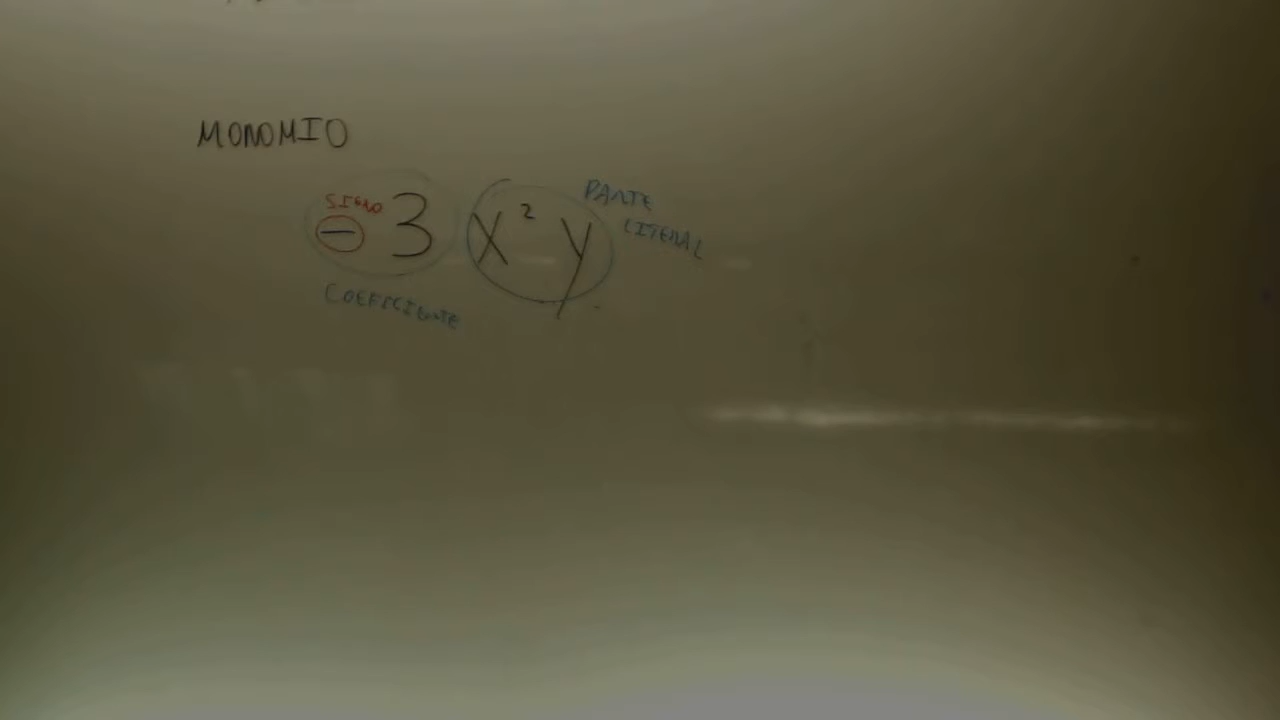 MONOMIO
SIGNO
- 3 x² y
PARTE
LITERAL
COEFICIENTE